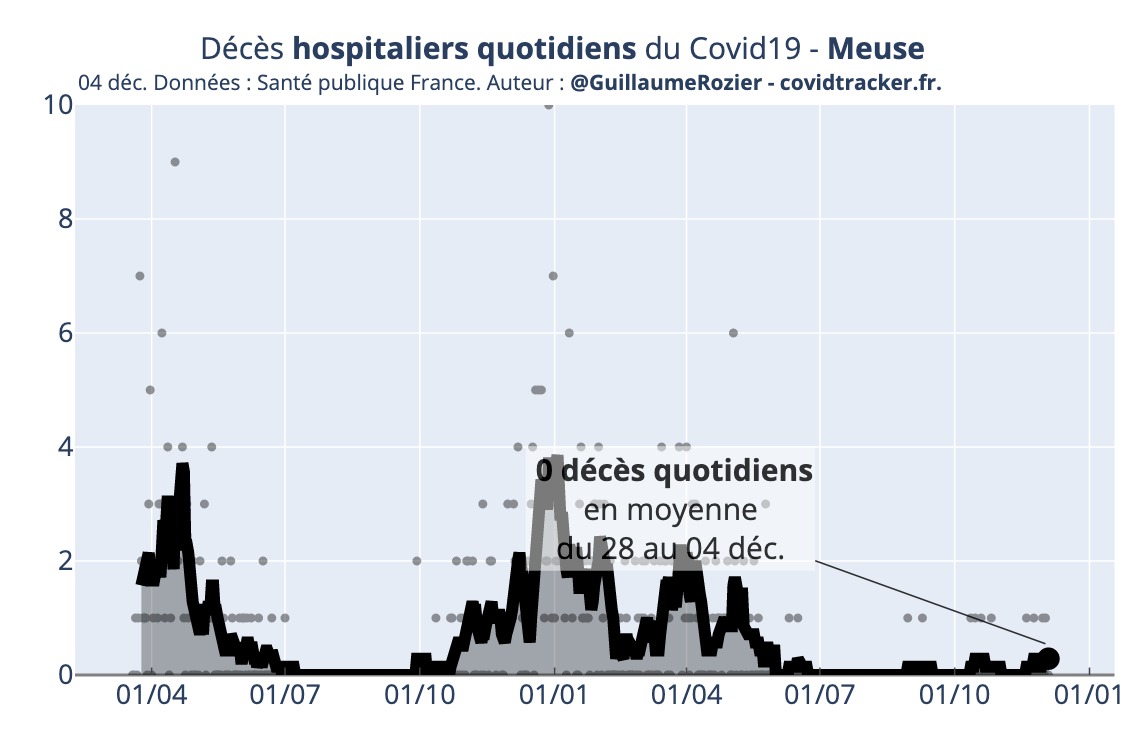 Décès hospitaliers quotidiens du Covid19 - Meuse
04 déc. Données : Santé publique France. Auteur : @GuillaumeRozier - covidtracker.fr.
10
8
6
4
2
0
0 décès quotidiens
en moyenne
du 28 au 04 déc.
01/04 01/07 01/10 01/01 01/04 01/07 01/10 01/01